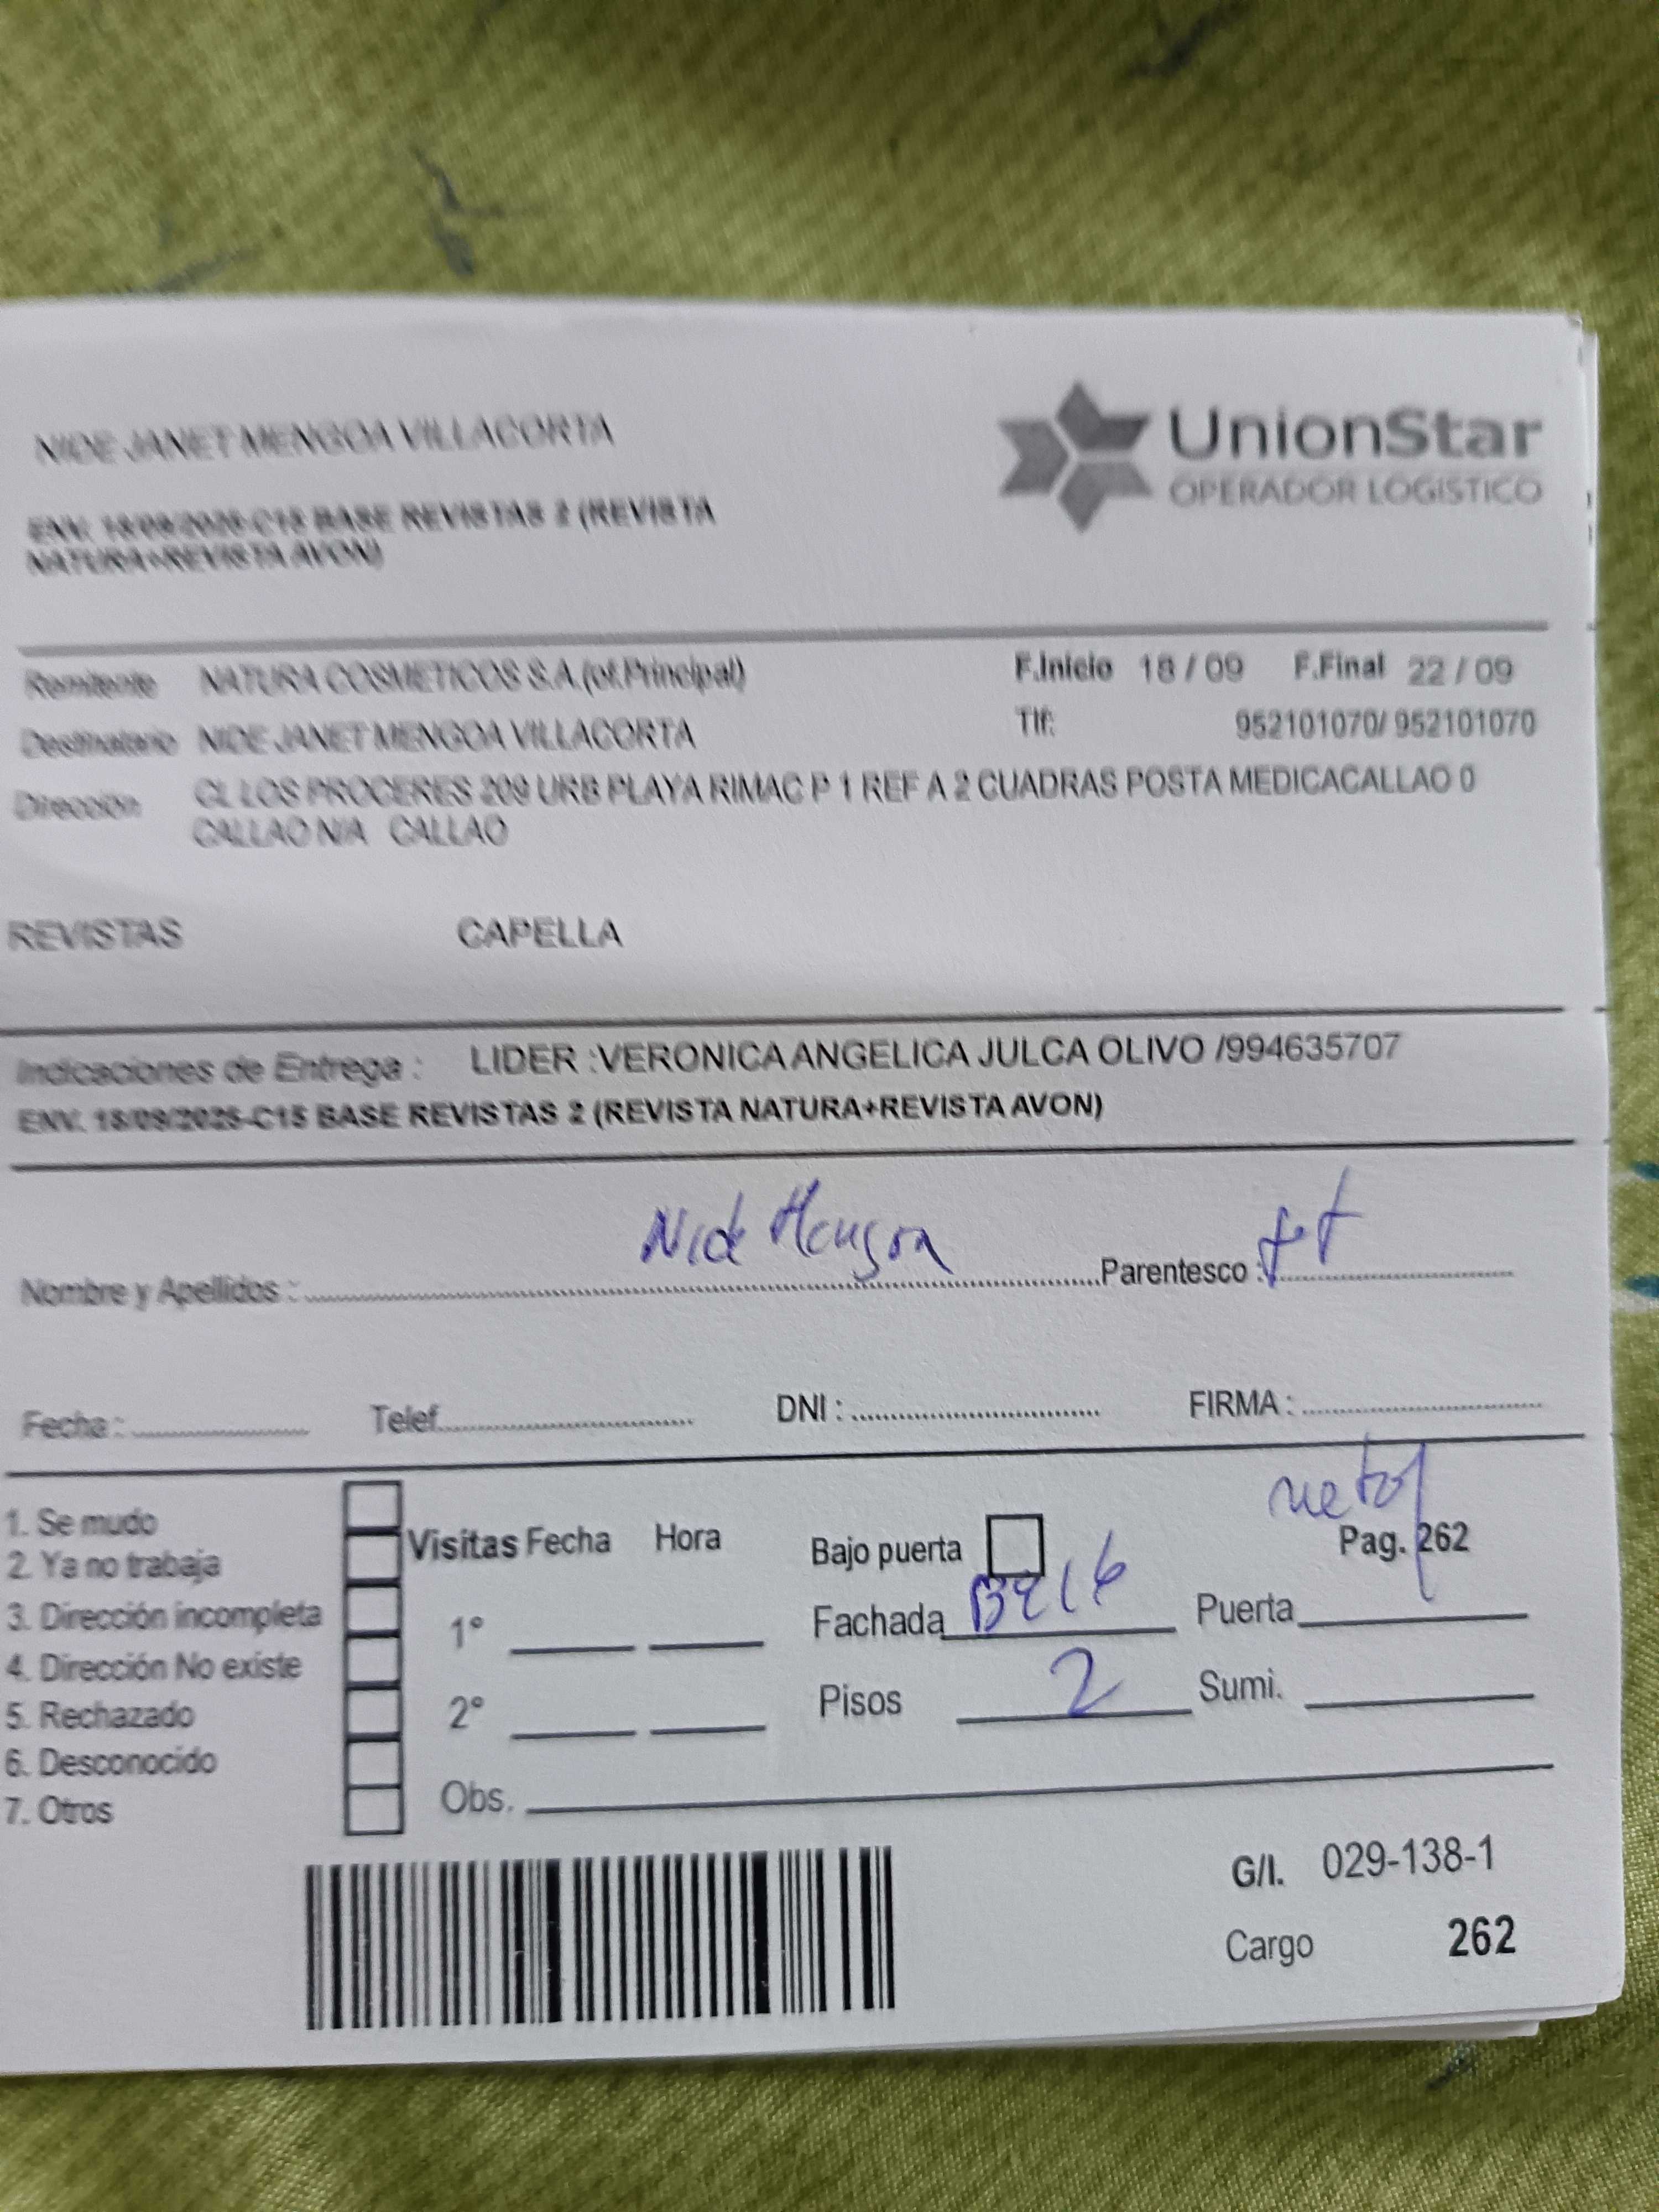 NIDE JANET MENGOA VILLACORTA
UnionStar
OPERADOR LOGISTICO
ENV. 18/09/2025-C15 BASE REVISTAS 2 (REVISTA
NATURA+REVISTA AVON)
Remitente NATURA COSMETICOS S.A.(of.Principal) F.Inicio 18 / 09 F.Final 22 / 09
Destinatario NIDE JANET MENGOA VILLACORTA Tlf: 952101070/ 952101070
Dirección CL LOS PROCERES 209 URB PLAYA RIMAC P 1 REF A 2 CUADRAS POSTA MEDICACALLAO 0
CALLAO N/A CALLAO
REVISTAS CAPELLA
Indicaciones de Entrega : LIDER :VERONICA ANGELICA JULCA OLIVO /994635707
ENV. 18/09/2025-C15 BASE REVISTAS 2 (REVISTA NATURA+REVISTA AVON)
Nombre y Apellidos : Nide Mengoa Parentesco :
Fecha : Telef. DNI : FIRMA :
1. Se mudo
2. Ya no trabaja
3. Dirección incompleta
4. Dirección No existe
5. Rechazado
6. Desconocido
7. Otros
Visitas Fecha Hora
1°
2°
Obs.
Bajo puerta
Fachada
Pisos 2
Pag. 262
Puerta
Sumi.
G/I. 029-138-1
Cargo 262